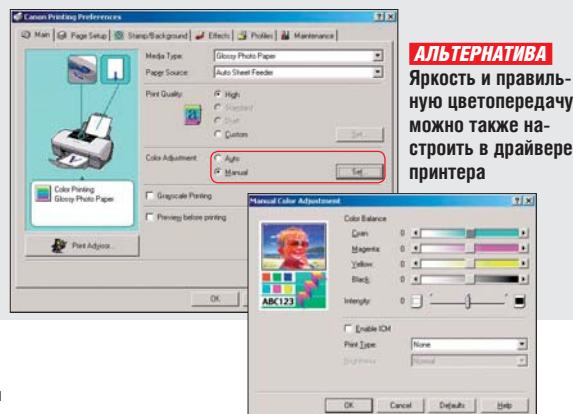 Canon Printing Preferences
Main Page Setup Stamp/Background Effects Profiles Maintenance
Media Type: Glossy Photo Paper
Paper Source: Auto Sheet Feeder
Print Quality: High
Standard
Draft
Custom Set...
Color Adjustment: Auto
Manual Set...
Color Printing
Glossy Photo Paper
Grayscale Printing
Preview before printing
Print Advisor...
OK
АЛЬТЕРНАТИВА
Яркость и правиль-
ную цветопередачу
можно также на-
строить в драйвере
принтера
Manual Color Adjustment
Color Balance
Cyan: 0
Magenta: 0
Yellow: 0
Black: 0
Intensity: 0
ABC123
Enable ICM
Print Type: None
Brightness: Normal
OK Cancel Defaults Help